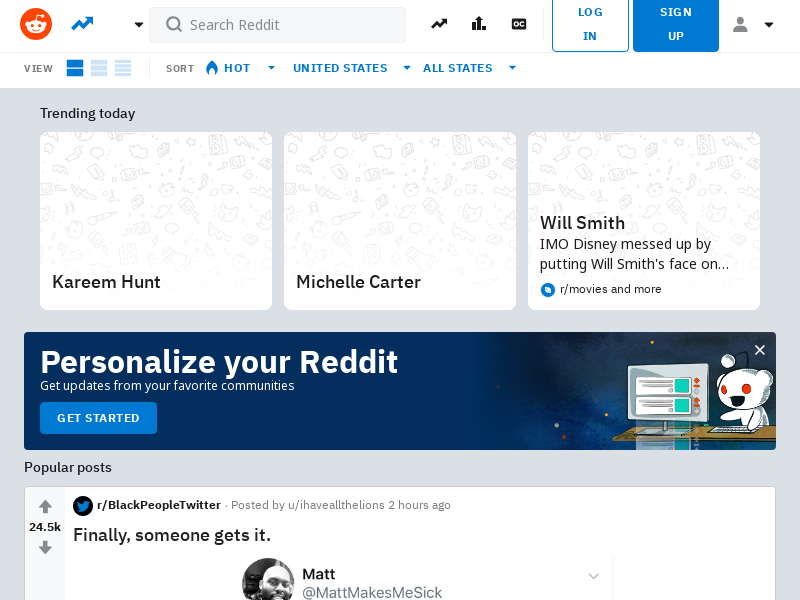 Search Reddit
LOG IN
SIGN UP
VIEW
SORT
HOT
UNITED STATES
ALL STATES
Trending today
Kareem Hunt
Michelle Carter
Will Smith
IMO Disney messed up by
putting Will Smith's face on...
r/movies and more
Personalize your Reddit
Get updates from your favorite communities
GET STARTED
Popular posts
r/BlackPeopleTwitter · Posted by u/ihaveallthelions 2 hours ago
24.5k
Finally, someone gets it.
Matt
@MattMakesMeSick